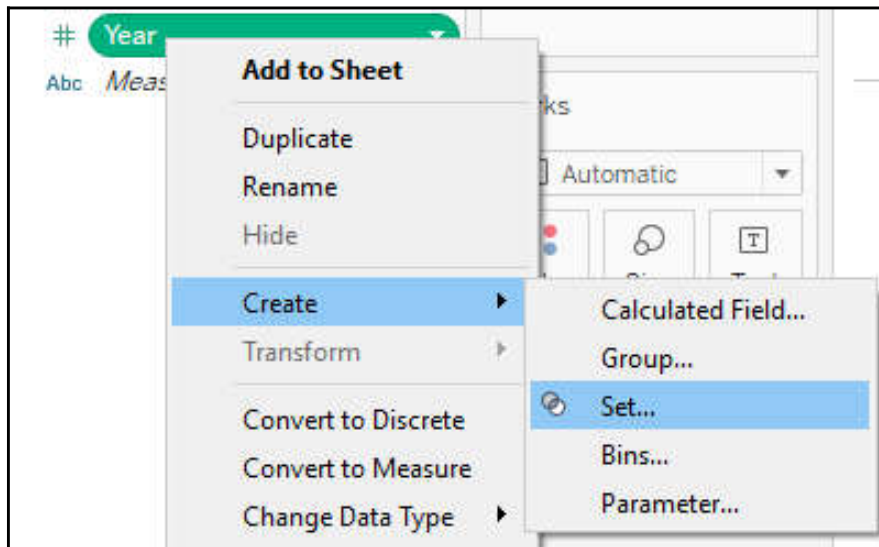 Year
Abc Meas
Add to Sheet
Duplicate
Rename
Hide
Create
Transform
Convert to Discrete
Convert to Measure
Change Data Type
ks
Automatic
T
Calculated Field...
Group...
Set...
Bins...
Parameter...